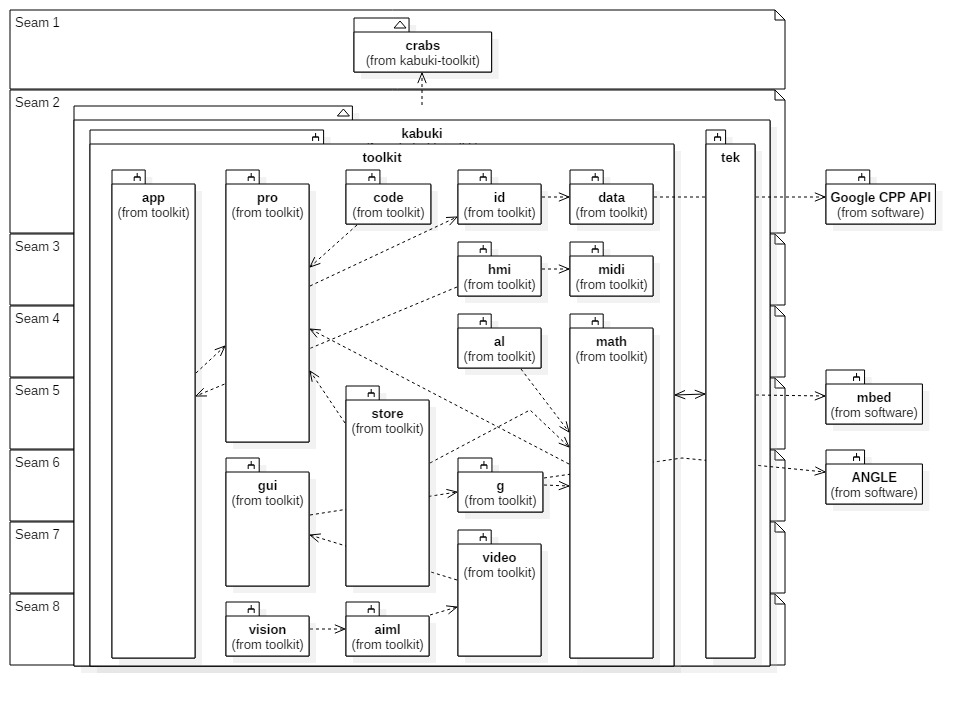 Seam 1
crabs
(from kabuki-toolkit)
Seam 2
kabuki
toolkit
tek
app
(from toolkit)
pro
(from toolkit)
code
(from toolkit)
id
(from toolkit)
data
(from toolkit)
Google CPP API
(from software)
Seam 3
hmi
(from toolkit)
midi
(from toolkit)
Seam 4
al
(from toolkit)
math
(from toolkit)
Seam 5
store
(from toolkit)
mbed
(from software)
Seam 6
gui
(from toolkit)
g
(from toolkit)
ANGLE
(from software)
Seam 7
video
(from toolkit)
Seam 8
vision
(from toolkit)
aiml
(from toolkit)